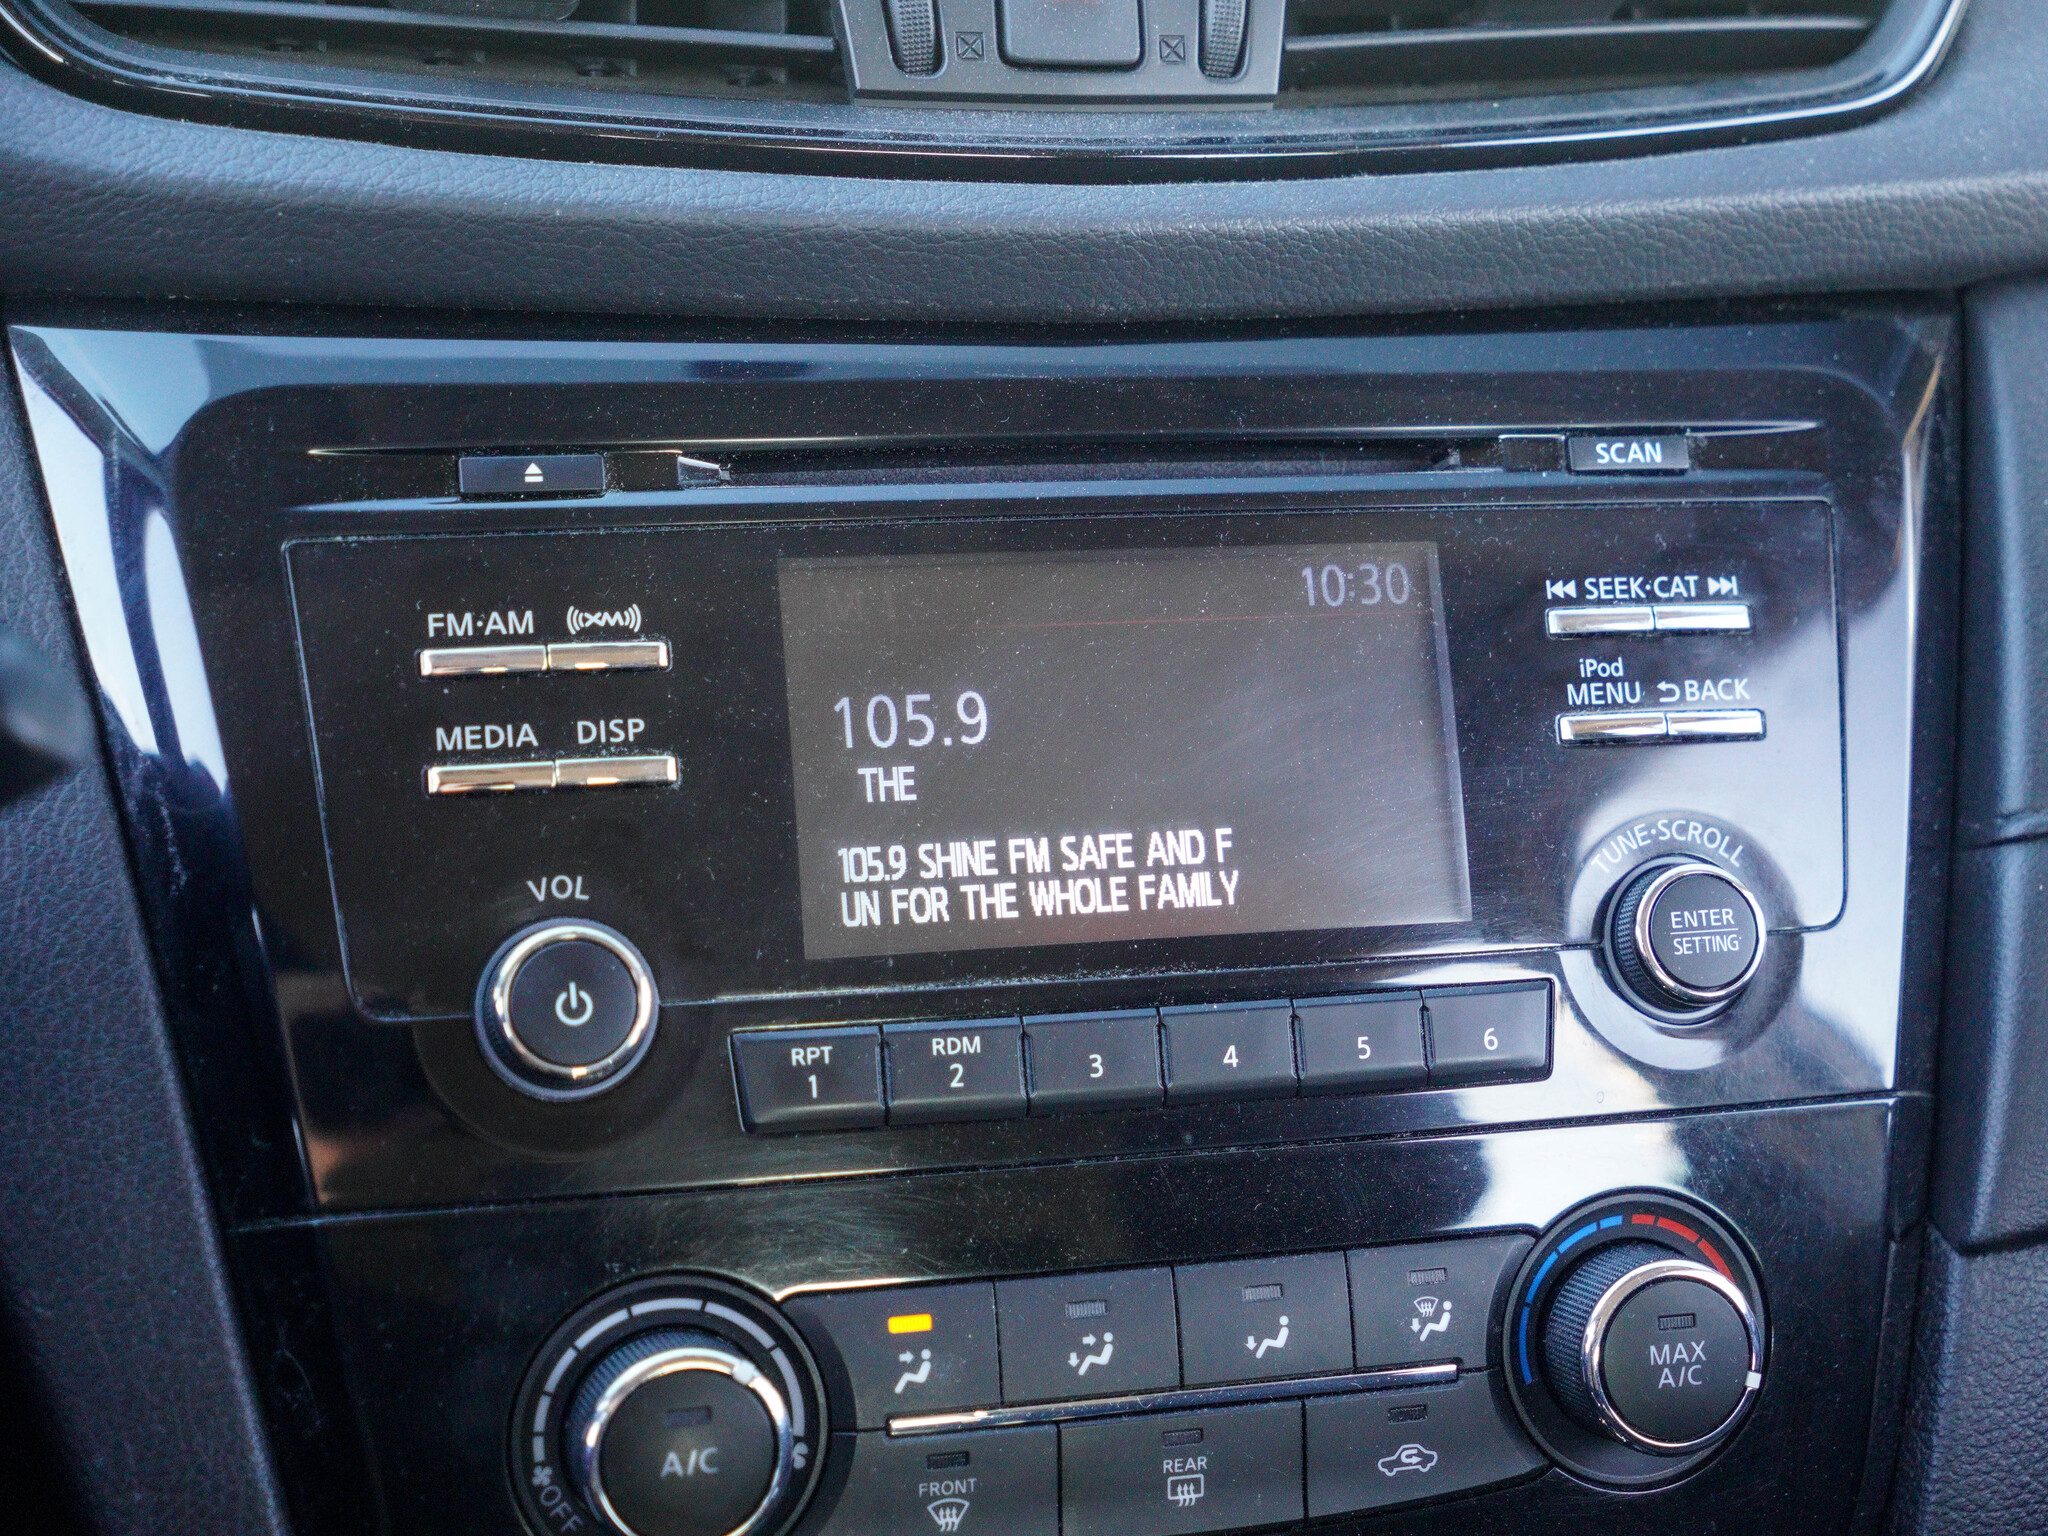 SCAN
10:30
FM·AM
XM
SEEK·CAT
iPod
MENU
BACK
MEDIA
DISP
105.9
THE
105.9 SHINE FM SAFE AND F
UN FOR THE WHOLE FAMILY
TUNE·SCROLL
ENTER
SETTING
VOL
RPT
1
RDM
2
3
4
5
6
MAX
A/C
A/C
OFF
FRONT
REAR